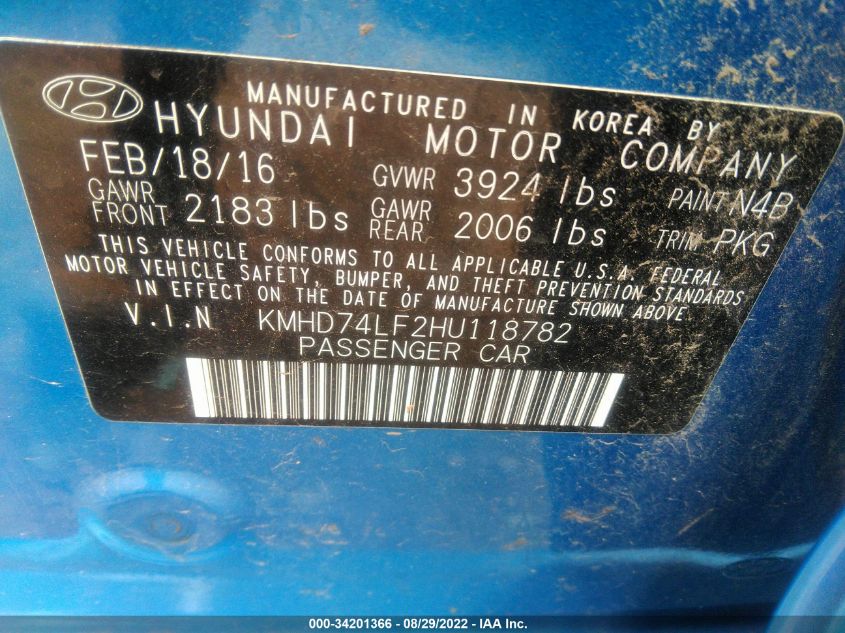 MANUFACTURED IN KOREA BY
HYUNDAI MOTOR COMPANY
FEB/18/16 GVWR 3924 lbs PAINT N4B
GAWR FRONT 2183 lbs GAWR REAR 2006 lbs TRIM PKG
THIS VEHICLE CONFORMS TO ALL APPLICABLE U.S.A. FEDERAL
MOTOR VEHICLE SAFETY, BUMPER, AND THEFT PREVENTION STANDARDS
IN EFFECT ON THE DATE OF MANUFACTURE SHOWN ABOVE.
V.I.N KMHD74LF2HU118782
PASSENGER CAR
000-34201366 - 08/29/2022 - IAA Inc.